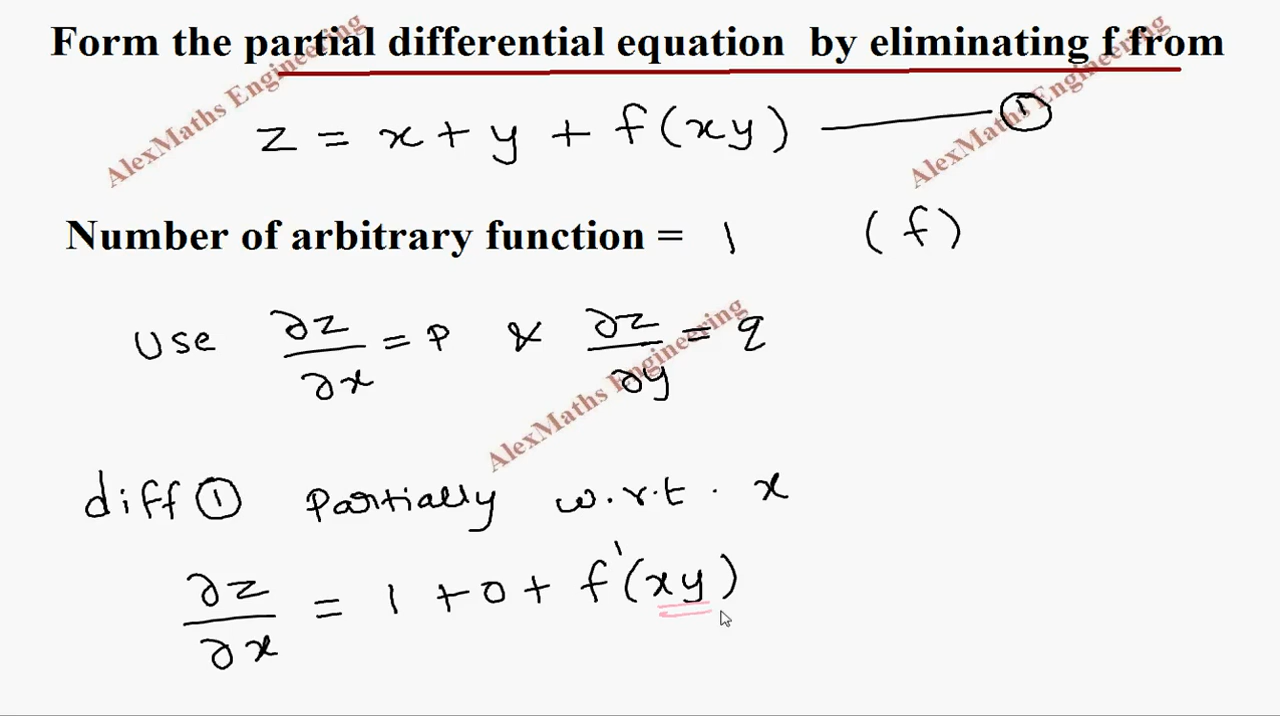 Form the partial differential equation by eliminating f from
z = x + y + f(xy) ——— ①
Number of arbitrary function = 1 (f)
Use ∂z/∂x = P & ∂z/∂y = q
diff ① Partially w.r.t. x
∂z/∂x = 1 + 0 + f'(xy)
AlexMaths Engineering
AlexMaths Engineering
AlexMaths Engineering